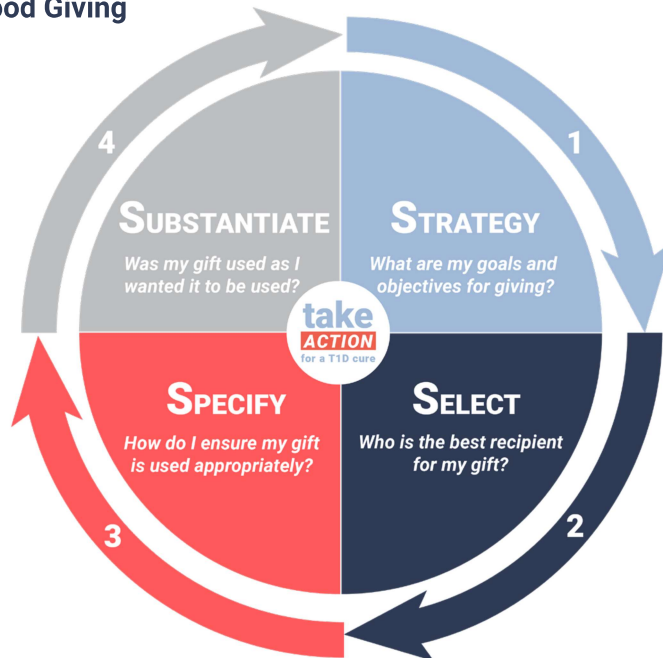 ood Giving
1
STRATEGY
What are my goals and
objectives for giving?
2
SELECT
Who is the best recipient
for my gift?
3
SPECIFY
How do I ensure my gift
is used appropriately?
4
SUBSTANTIATE
Was my gift used as I
wanted it to be used?
take
ACTION
for a T1D cure